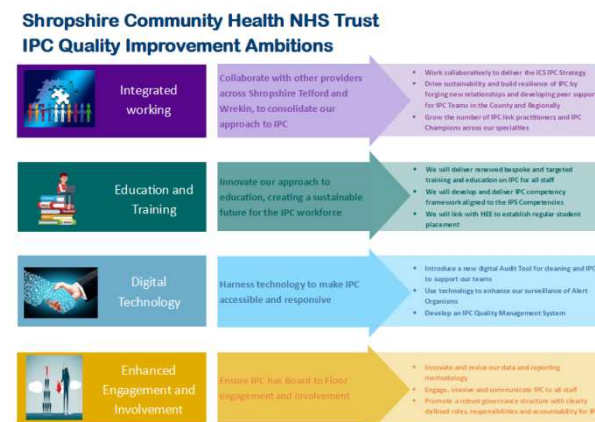 Shropshire Community Health NHS Trust
IPC Quality Improvement Ambitions
Integrated
working
Collaborate with other providers
across Shropshire Telford and
Wrekin, to consolidate our
approach to IPC
Work collaboratively to deliver the ICS IPC Strategy
Drive sustainability and build resilience of IPC by
forging new relationships and developing peer support
for IPC Teams in the County and Regionally
Grow the number of IPC link practitioners and IPC
Champions across our specialties
Education and
Training
Innovate our approach to
education, creating a sustainable
future for the IPC workforce
We will deliver renewed bespoke and targeted
training and education on IPC for all staff
We will develop and deliver IPC competency
framework aligned to the IPS Competencies
We will link with HEE to establish regular student
placement
Digital
Technology
Harness technology to make IPC
accessible and responsive
Introduce a new digital Audit Tool for cleaning and IPC
to support our teams
Use technology to enhance our surveillance of Alert
Organisms
Develop an IPC Quality Management System
Enhanced
Engagement and
Involvement
Ensure IPC has Board to Floor
engagement and Involvement
Innovate and revise our data and reporting
methodology
Engage, involve and communicate IPC to all staff
Promote a robust governance structure with clearly
defined roles, responsibilities and accountability for